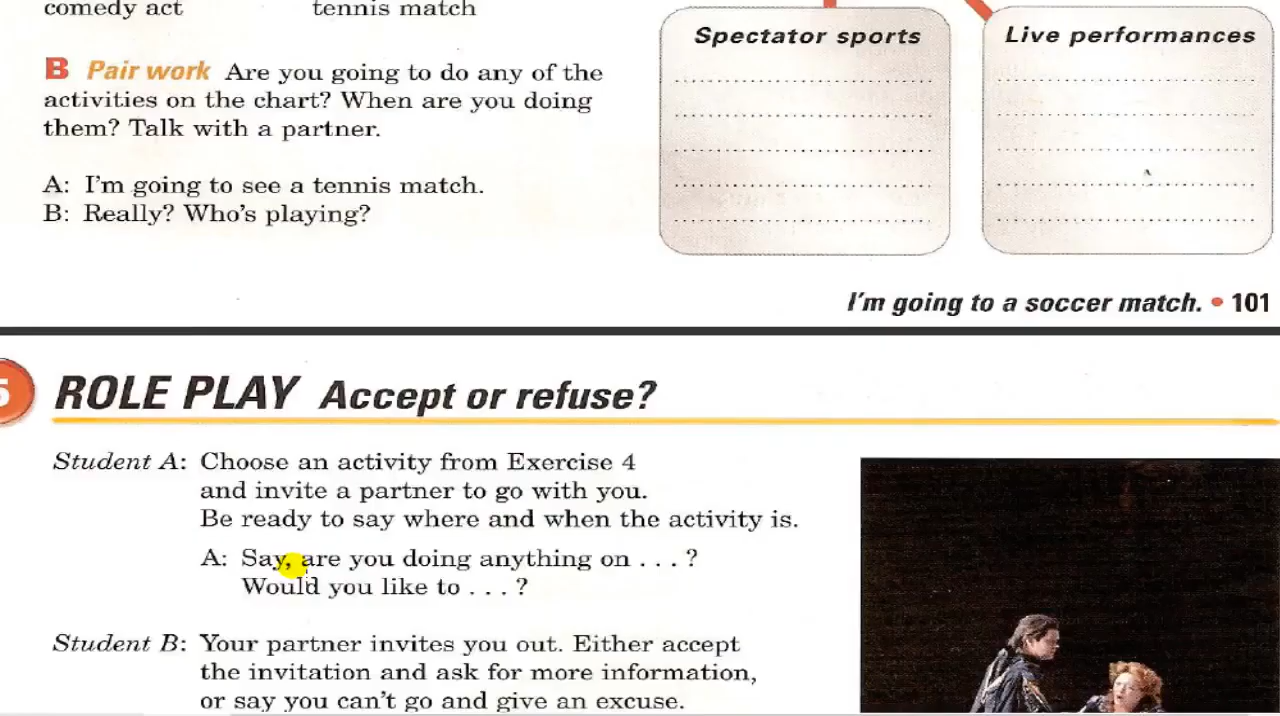 comedy act tennis match
Spectator sports
Live performances
B Pair work Are you going to do any of the
activities on the chart? When are you doing
them? Talk with a partner.
A: I'm going to see a tennis match.
B: Really? Who's playing?
I'm going to a soccer match. • 101
5 ROLE PLAY Accept or refuse?
Student A: Choose an activity from Exercise 4
and invite a partner to go with you.
Be ready to say where and when the activity is.
A: Say, are you doing anything on . . . ?
Would you like to . . . ?
Student B: Your partner invites you out. Either accept
the invitation and ask for more information,
or say you can't go and give an excuse.